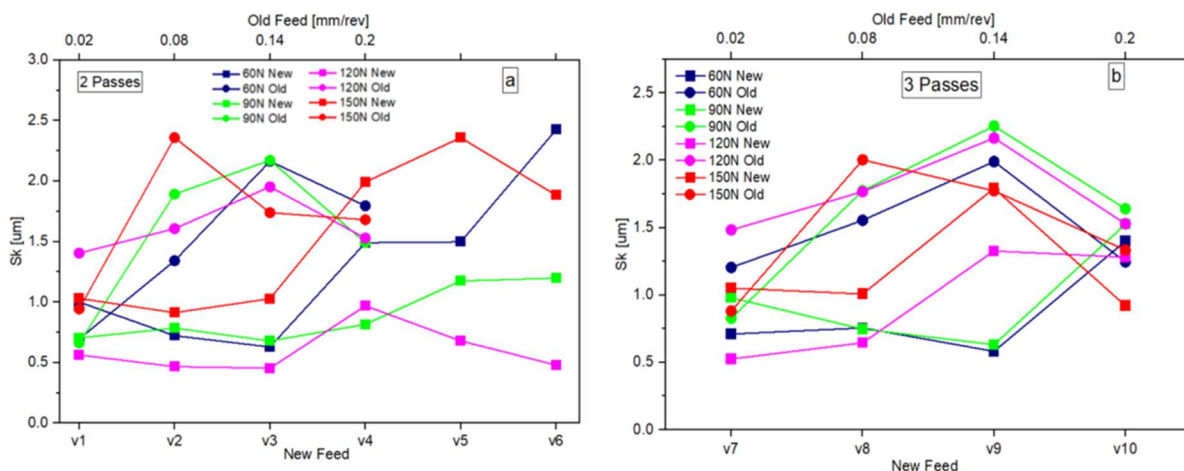 Old Feed [mm/rev]
0.02 0.08 0.14 0.2
3.0
2 Passes
60N New 120N New
60N Old 120N Old
90N New 150N New
90N Old 150N Old
a
2.5
2.0
1.5
1.0
0.5
0.0
Sk [um]
v1 v2 v3 v4 v5 v6
New Feed
Old Feed [mm/rev]
0.02 0.08 0.14 0.2
60N New
60N Old
90N New
90N Old
120N New
120N Old
150N New
150N Old
3 Passes
b
2.5
2.0
1.5
1.0
0.5
0.0
Sk [um]
v7 v8 v9 v10
New Feed